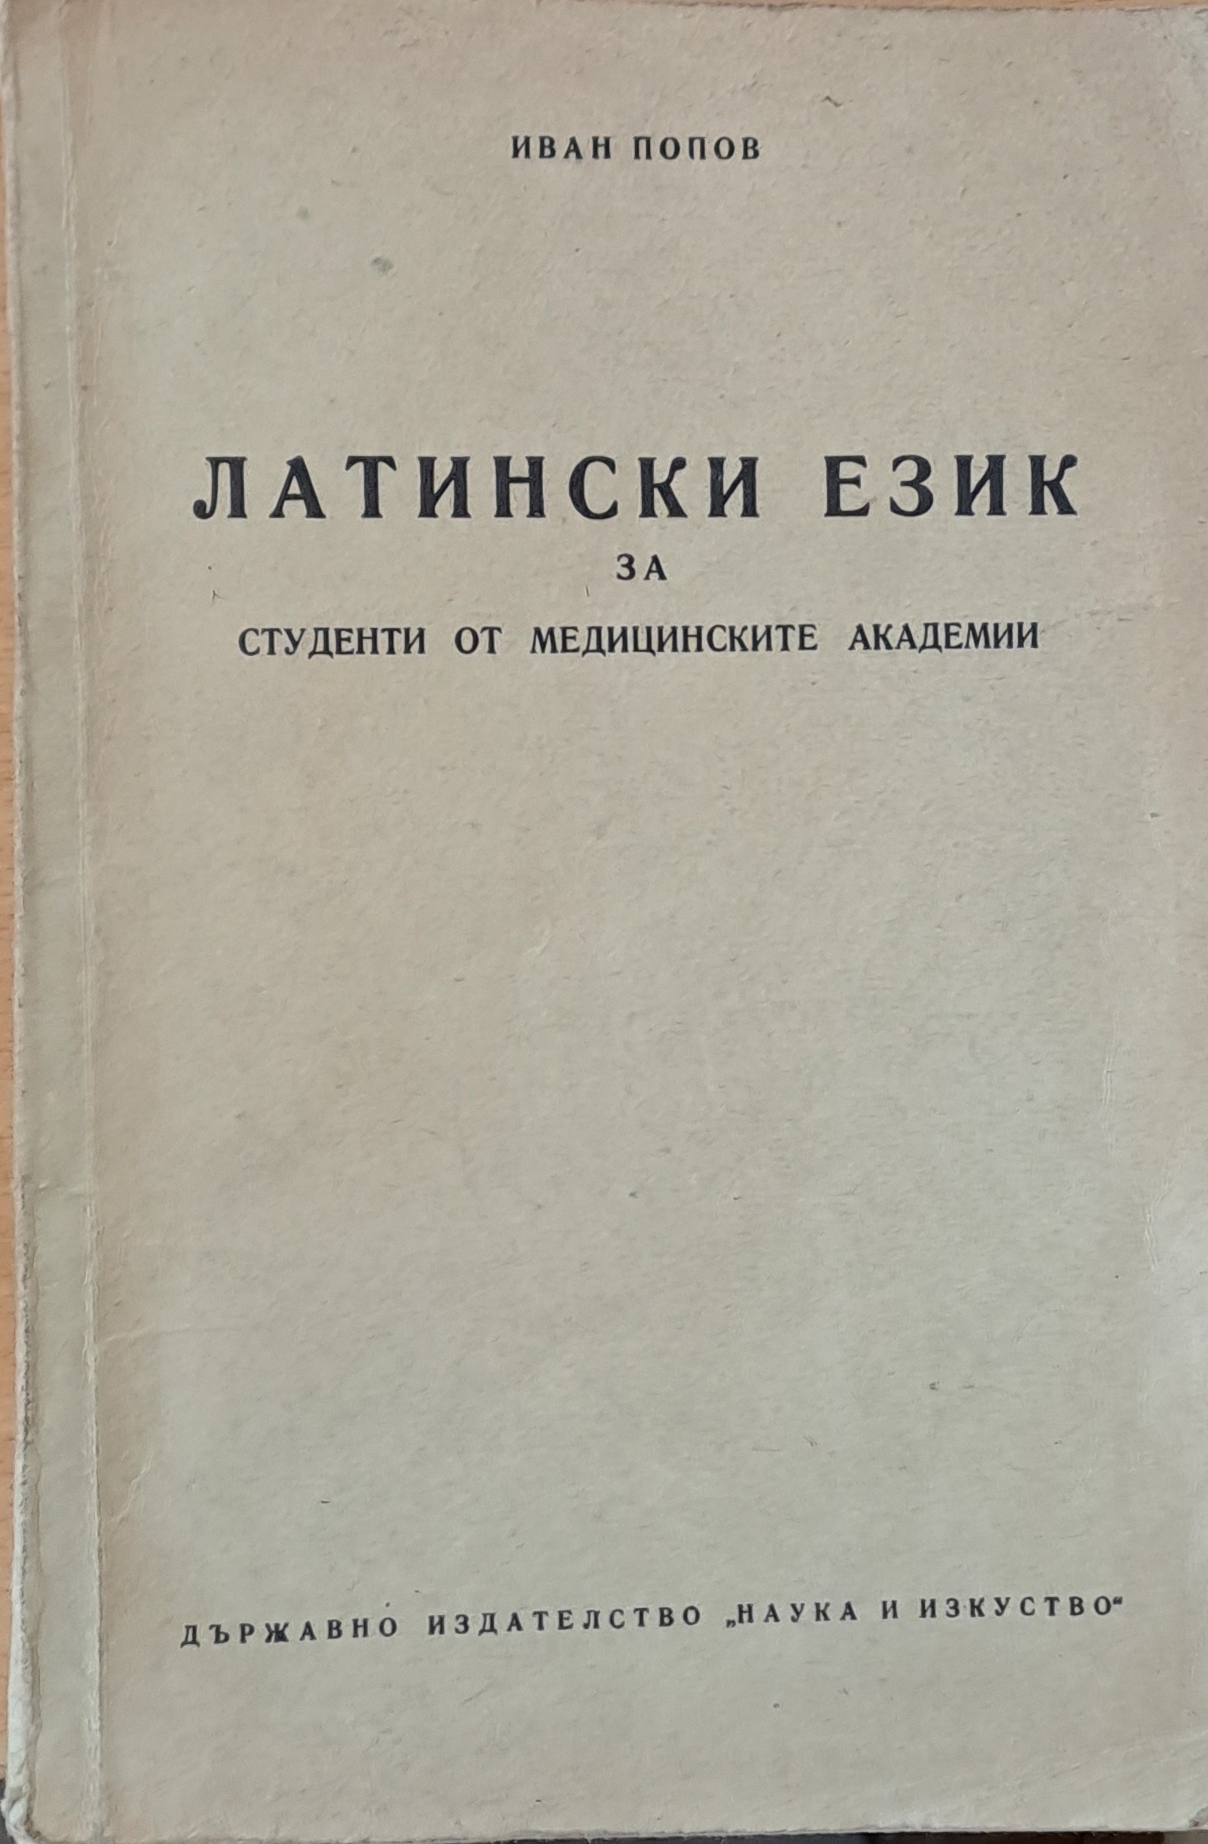 ИВАН ПОПОВ
ЛАТИНСКИ ЕЗИК
ЗА
СТУДЕНТИ ОТ МЕДИЦИНСКИТЕ АКАДЕМИИ
ДЪРЖАВНО ИЗДАТЕЛСТВО „НАУКА И ИЗКУСТВО“